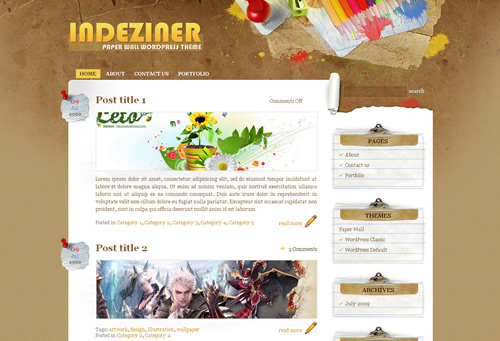 INDEZINER
PAPER WALL WORDPRESS THEME
HOME ABOUT CONTACT US PORTFOLIO
search
Jul
2009
Post title 1
Comments Off
Leto
Lorem ipsum dolor sit amet, consectetur adipisicing elit, sed do eiusmod tempor incididunt ut
labore et dolore magna aliqua. Ut enim ad minim veniam, quis nostrud exercitation ullamco
laboris nisi ut aliquip ex ea commodo consequat. Duis aute irure dolor in reprehenderit in
voluptate velit esse cillum dolore eu fugiat nulla pariatur. Excepteur sint occaecat cupidatat non
proident, sunt in culpa qui officia deserunt mollit anim id est laborum
Posted in: Category 1, Category 2, Category 3, Category 4, Category 5
read more
Jul
2009
Post title 2
3 Comments
Tags: artwork, design, illustration, wallpaper
Posted in: Category 2, Category 4
read more
PAGES
About
Contact us
Portfolio
THEMES
Paper Wall
WordPress Classic
WordPress Default
ARCHIVES
July 2009